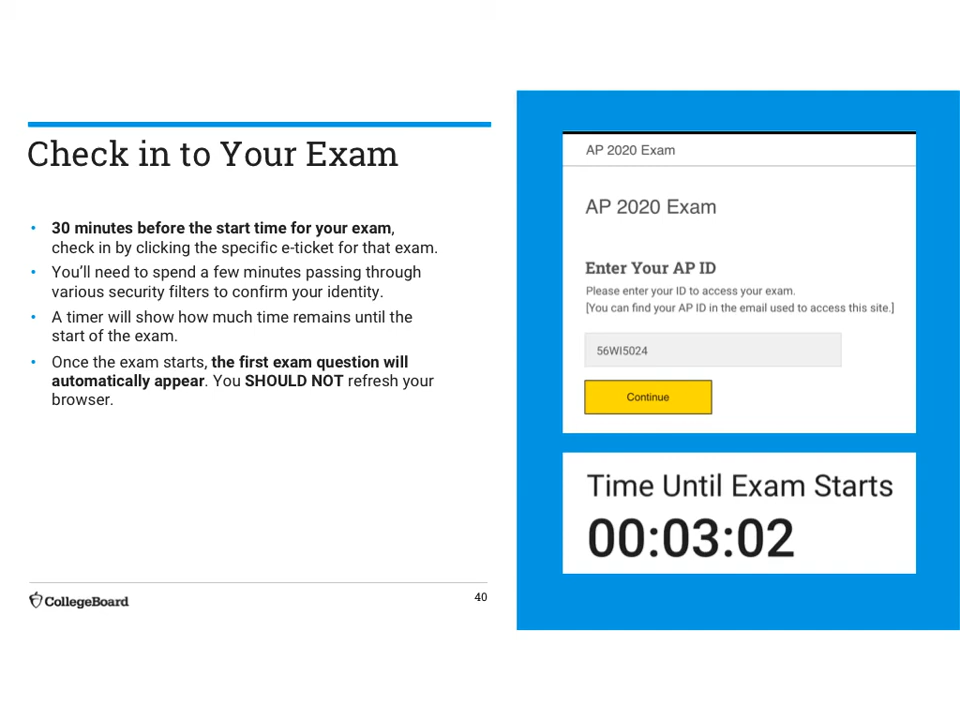 Check in to Your Exam
• 30 minutes before the start time for your exam,
check in by clicking the specific e-ticket for that exam.
• You’ll need to spend a few minutes passing through
various security filters to confirm your identity.
• A timer will show how much time remains until the
start of the exam.
• Once the exam starts, the first exam question will
automatically appear. You SHOULD NOT refresh your
browser.
CollegeBoard
40
AP 2020 Exam
AP 2020 Exam
Enter Your AP ID
Please enter your ID to access your exam.
[You can find your AP ID in the email used to access this site.]
56WI5024
Continue
Time Until Exam Starts
00:03:02